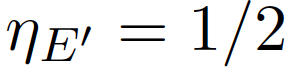 η_{E′} = 1/2